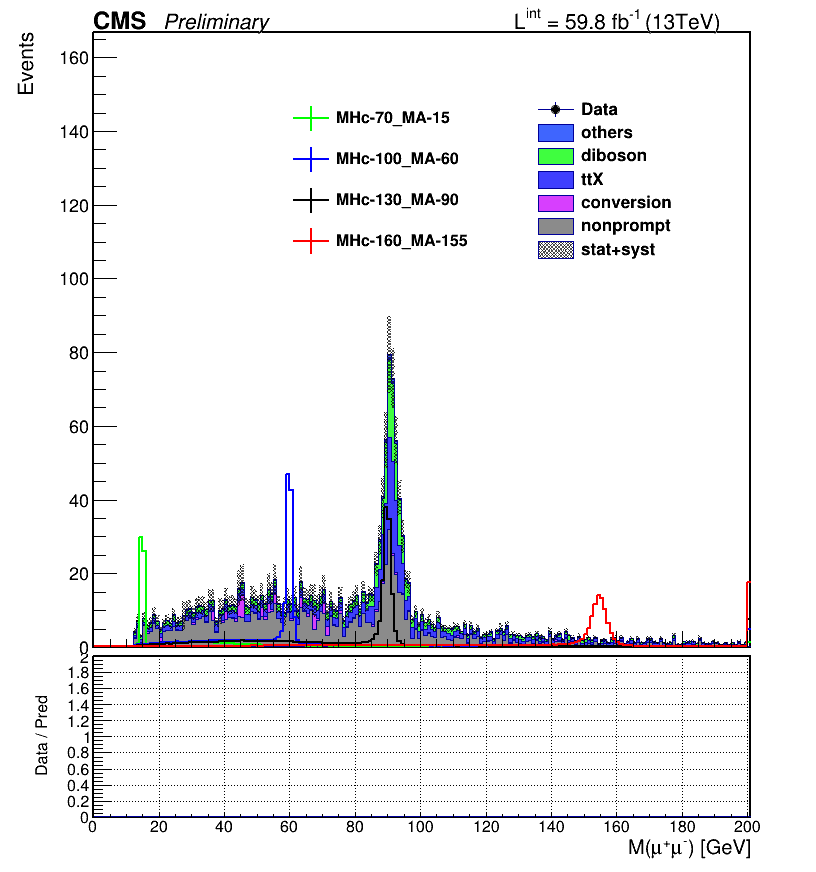 CMS Preliminary L^int = 59.8 fb^-1 (13TeV)
Events
160
140
120
100
80
60
40
20
0
MHc-70_MA-15
MHc-100_MA-60
MHc-130_MA-90
MHc-160_MA-155
Data
others
diboson
ttX
conversion
nonprompt
stat+syst
Data / Pred
2
1.8
1.6
1.4
1.2
1
0.8
0.6
0.4
0.2
0
0 20 40 60 80 100 120 140 160 180 200
M(μ⁺μ⁻) [GeV]